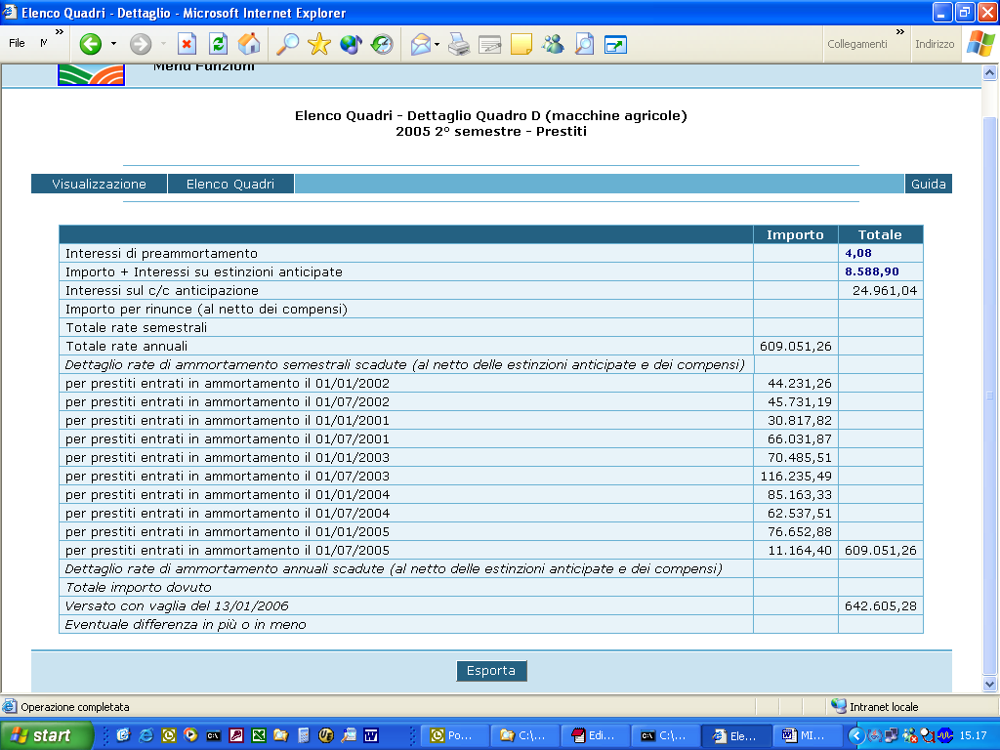 Elenco Quadri - Dettaglio - Microsoft Internet Explorer
File M » Collegamenti » Indirizzo
Menu Funzioni
Elenco Quadri - Dettaglio Quadro D (macchine agricole)
2005 2° semestre - Prestiti
Visualizzazione Elenco Quadri Guida
Importo Totale
Interessi di preammortamento 4,08
Importo + Interessi su estinzioni anticipate 8.588,90
Interessi sul c/c anticipazione 24.961,04
Importo per rinunce (al netto dei compensi)
Totale rate semestrali
Totale rate annuali 609.051,26
Dettaglio rate di ammortamento semestrali scadute (al netto delle estinzioni anticipate e dei compensi)
per prestiti entrati in ammortamento il 01/01/2002 44.231,26
per prestiti entrati in ammortamento il 01/07/2002 45.731,19
per prestiti entrati in ammortamento il 01/01/2001 30.817,82
per prestiti entrati in ammortamento il 01/07/2001 66.031,87
per prestiti entrati in ammortamento il 01/01/2003 70.485,51
per prestiti entrati in ammortamento il 01/07/2003 116.235,49
per prestiti entrati in ammortamento il 01/01/2004 85.163,33
per prestiti entrati in ammortamento il 01/07/2004 62.537,51
per prestiti entrati in ammortamento il 01/01/2005 76.652,88
per prestiti entrati in ammortamento il 01/07/2005 11.164,40 609.051,26
Dettaglio rate di ammortamento annuali scadute (al netto delle estinzioni anticipate e dei compensi)
Totale importo dovuto
Versato con vaglia del 13/01/2006 642.605,28
Eventuale differenza in più o in meno
Esporta
Operazione completata Intranet locale
start Po... C:\... Edi... C:\... Ele... MI... 15.17